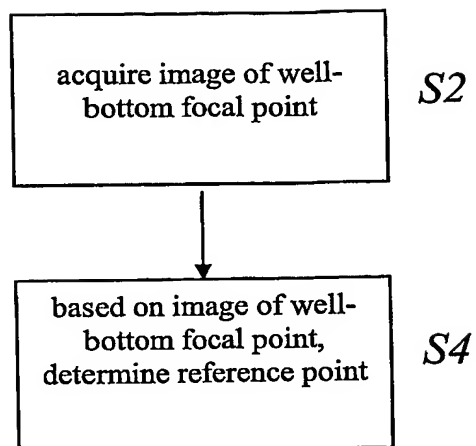 acquire image of well-
bottom focal point
S2
based on image of well-
bottom focal point,
determine reference point
S4